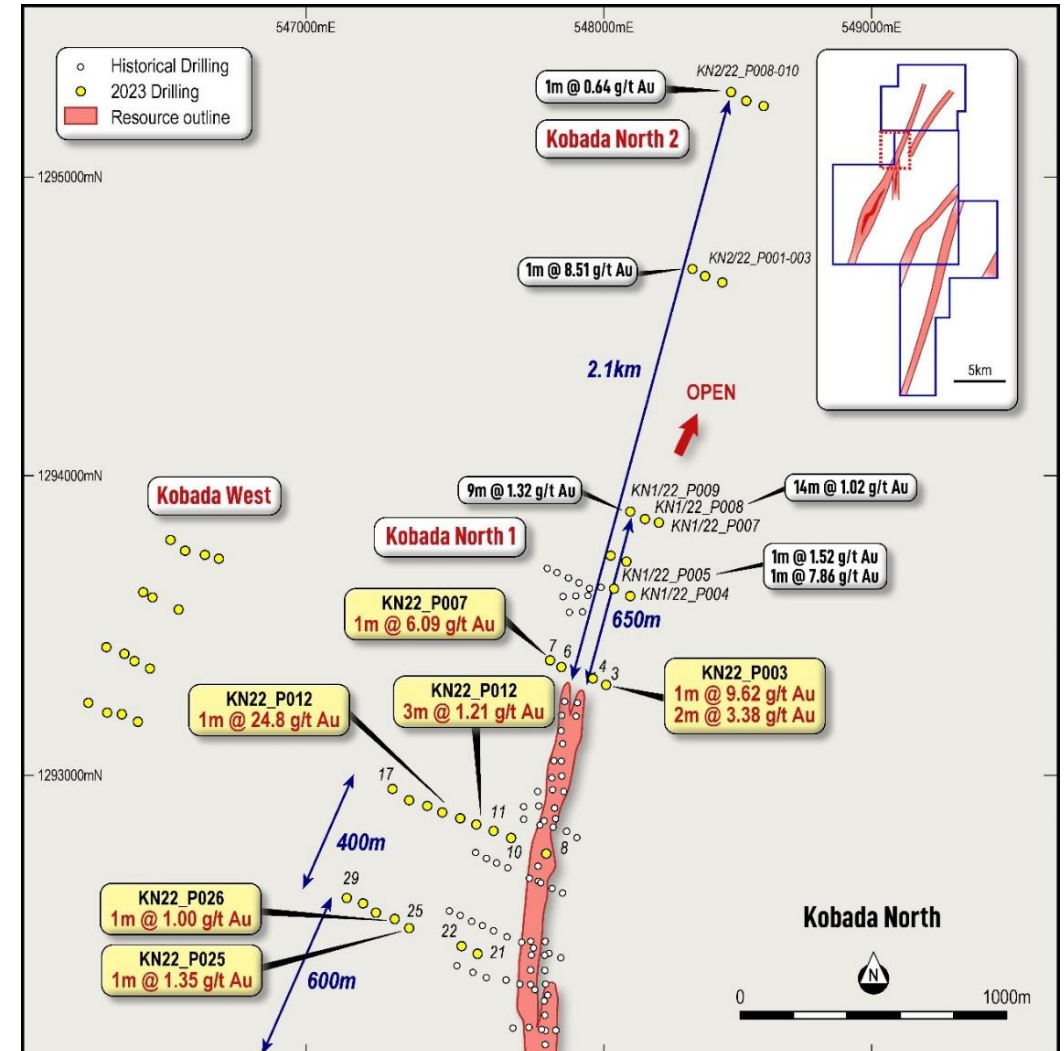 547000mE
548000mE
549000mE
Historical Drilling
2023 Drilling
Resource outline
KN2/22_P008-010
1m @ 0.64 g/t Au
Kobada North 2
1295000mN
KN2/22_P001-003
1m @ 8.51 g/t Au
5km
2.1km
OPEN
1294000mN
Kobada West
9m @ 1.32 g/t Au
KN1/22_P009
KN1/22_P008
KN1/22_P007
14m @ 1.02 g/t Au
Kobada North 1
1m @ 1.52 g/t Au
1m @ 7.86 g/t Au
KN1/22_P005
KN1/22_P004
650m
KN22_P007
1m @ 6.09 g/t Au
7
6
4
3
KN22_P003
1m @ 9.62 g/t Au
2m @ 3.38 g/t Au
KN22_P012
1m @ 24.8 g/t Au
KN22_P012
3m @ 1.21 g/t Au
1293000mN
17
11
10
8
400m
29
25
22
21
KN22_P026
1m @ 1.00 g/t Au
KN22_P025
1m @ 1.35 g/t Au
600m
Kobada North
N
0
1000m